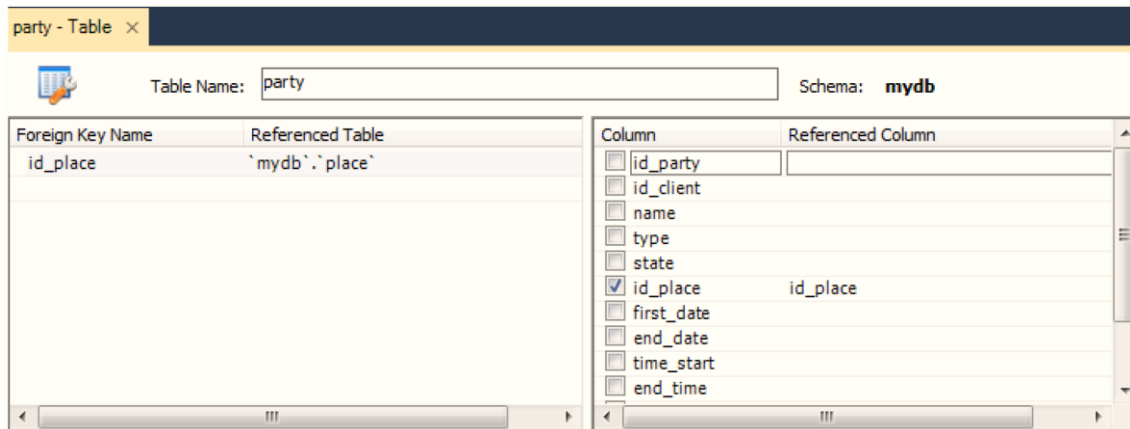 party - Table ×
Table Name: party Schema: mydb
Foreign Key Name Referenced Table Column Referenced Column
id_place `mydb`.`place` id_party
id_client
name
type
state
id_place id_place
first_date
end_date
time_start
end_time